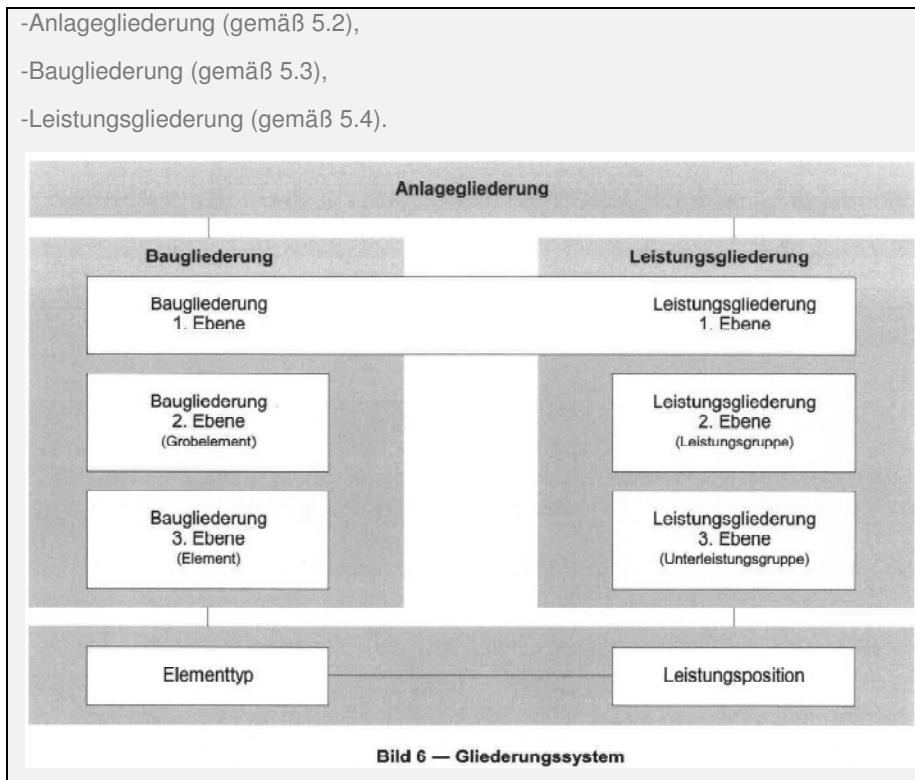 -Anlagegliederung (gemäß 5.2),
-Baugliederung (gemäß 5.3),
-Leistungsgliederung (gemäß 5.4).
Anlagegliederung
Baugliederung
Leistungsgliederung
Baugliederung
1. Ebene
Leistungsgliederung
1. Ebene
Baugliederung
2. Ebene
(Grobelement)
Leistungsgliederung
2. Ebene
(Leistungsgruppe)
Baugliederung
3. Ebene
(Element)
Leistungsgliederung
3. Ebene
(Unterleistungsgruppe)
Elementtyp
Leistungsposition
Bild 6 — Gliederungssystem